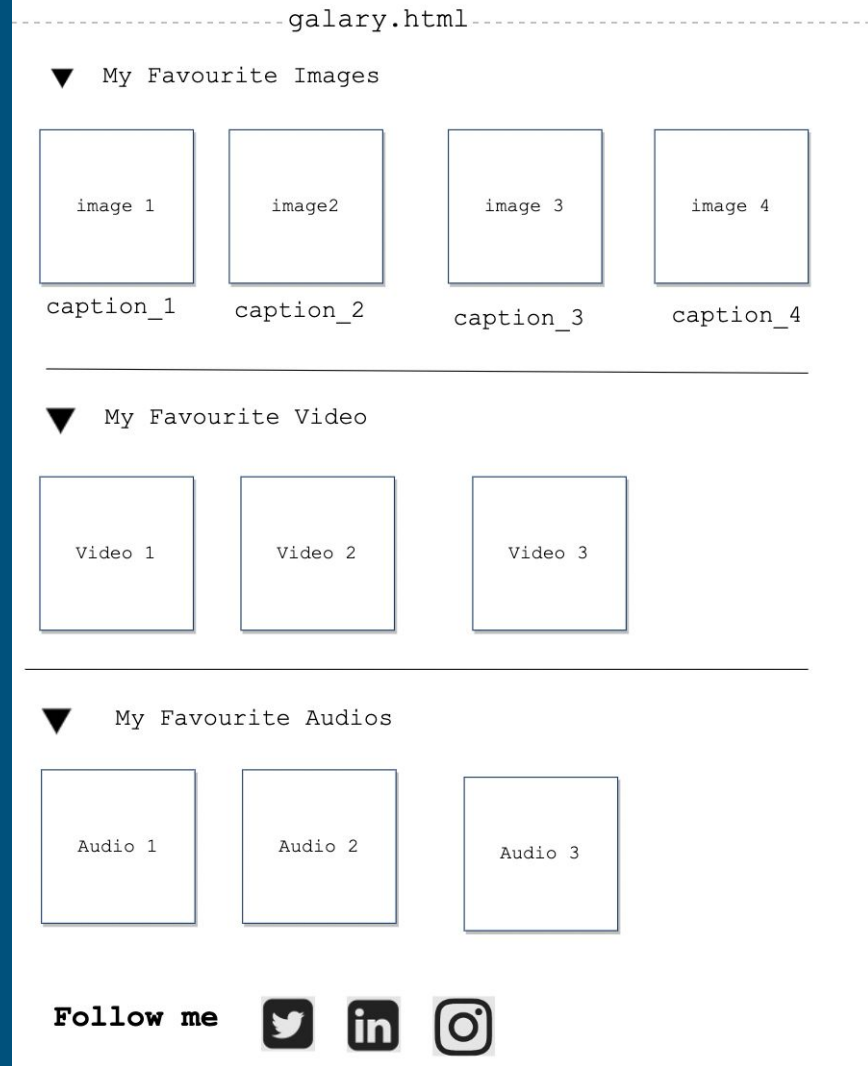 galary.html
My Favourite Images
image 1 image2 image 3 image 4
caption_1 caption_2 caption_3 caption_4
My Favourite Video
Video 1 Video 2 Video 3
My Favourite Audios
Audio 1 Audio 2 Audio 3
Follow me in